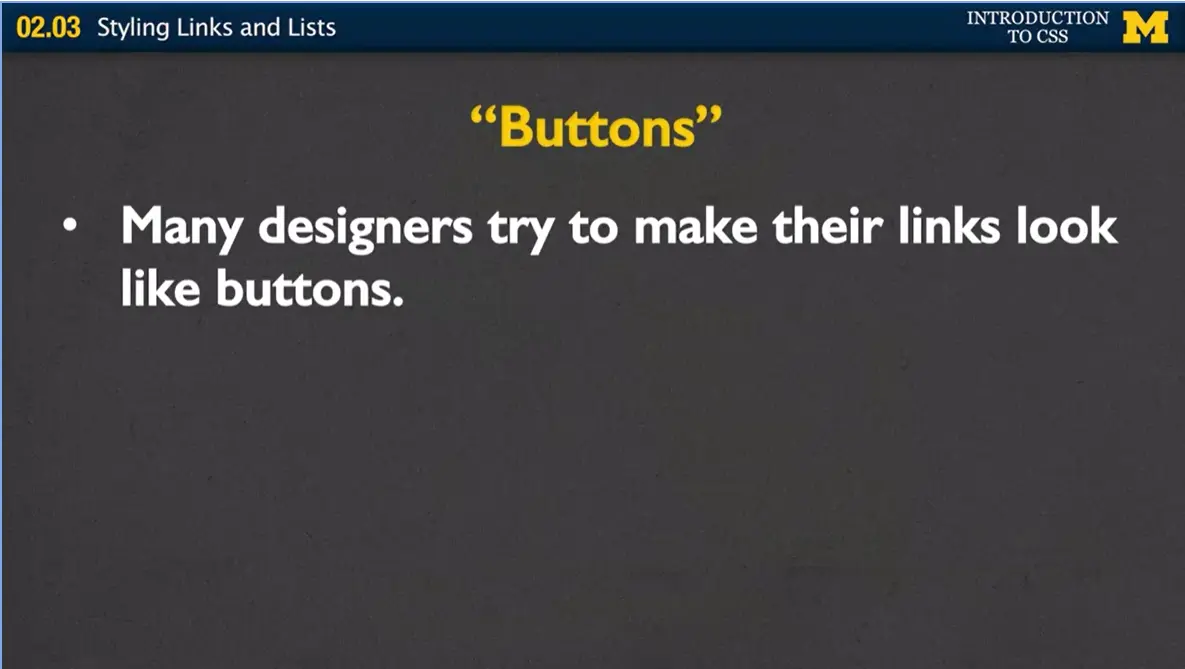 02.03 Styling Links and Lists
INTRODUCTION
TO CSS
M
“Buttons”
• Many designers try to make their links look
like buttons.